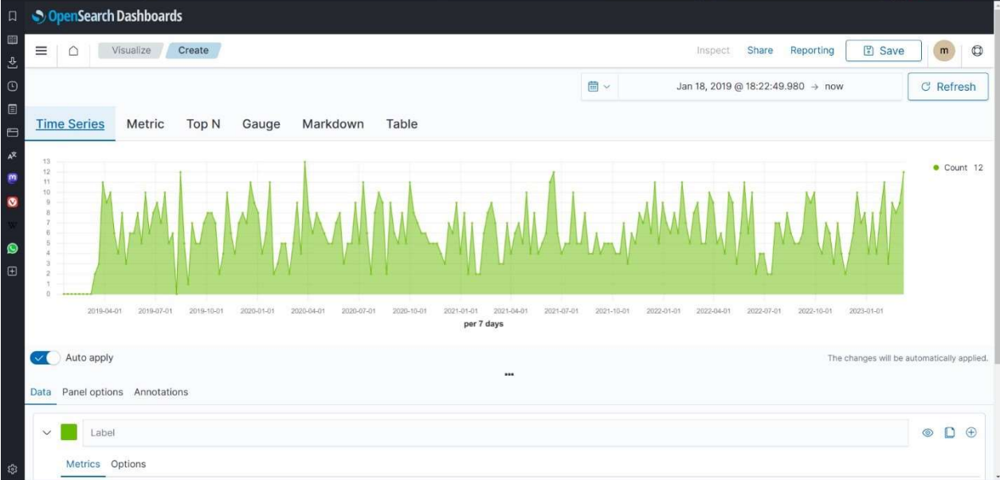 OpenSearch Dashboards
Visualize Create Inspect Share Reporting Save m
Jan 18, 2019 @ 18:22:49.980 → now Refresh
Time Series Metric Top N Gauge Markdown Table
13
12
11
10
9
8
7
6
5
4
3
2
1
0
Count 12
2019-04-01 2019-07-01 2019-10-01 2020-01-01 2020-04-01 2020-07-01 2020-10-01 2021-01-01 2021-04-01 2021-07-01 2021-10-01 2022-01-01 2022-04-01 2022-07-01 2022-10-01 2023-01-01
per 7 days
Auto apply The changes will be automatically applied.
Data Panel options Annotations
Label
Metrics Options